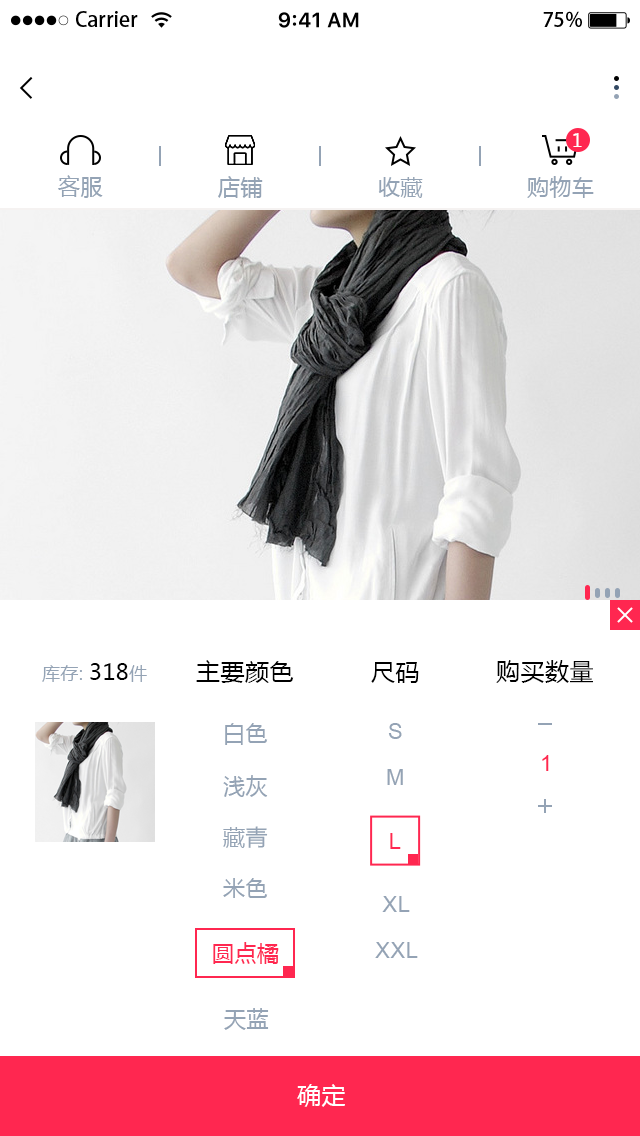 Carrier 9:41 AM 75%
客服 店铺 收藏 购物车 1
库存: 318件 主要颜色 尺码 购买数量
白色 S
浅灰 M 1
藏青 L
米色 XL
圆点橘 XXL
天蓝
确定